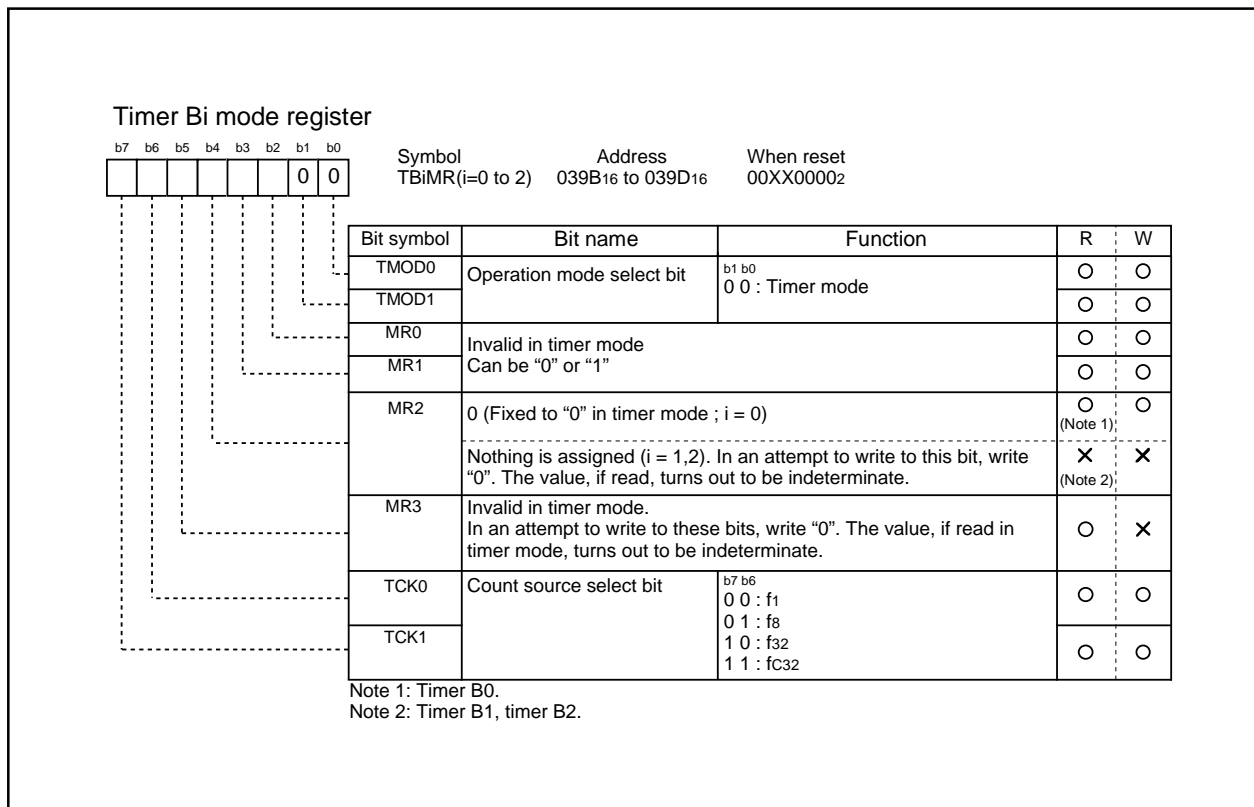 Timer Bi mode register
b7 b6 b5 b4 b3 b2 b1 b0
0 0
Symbol Address When reset
TBiMR(i=0 to 2) 039B16 to 039D16 00XX00002
Bit symbol Bit name Function R W
TMOD0 Operation mode select bit b1 b0
0 0 : Timer mode
TMOD1
MR0 Invalid in timer mode
MR1 Can be “0” or “1”
MR2 0 (Fixed to “0” in timer mode ; i = 0)
(Note 1)
Nothing is assigned (i = 1,2). In an attempt to write to this bit, write
“0”. The value, if read, turns out to be indeterminate.
(Note 2)
MR3 Invalid in timer mode.
In an attempt to write to these bits, write “0”. The value, if read in
timer mode, turns out to be indeterminate.
TCK0 Count source select bit b7 b6
0 0 : f1
0 1 : f8
TCK1
1 0 : f32
1 1 : fC32
Note 1: Timer B0.
Note 2: Timer B1, timer B2.